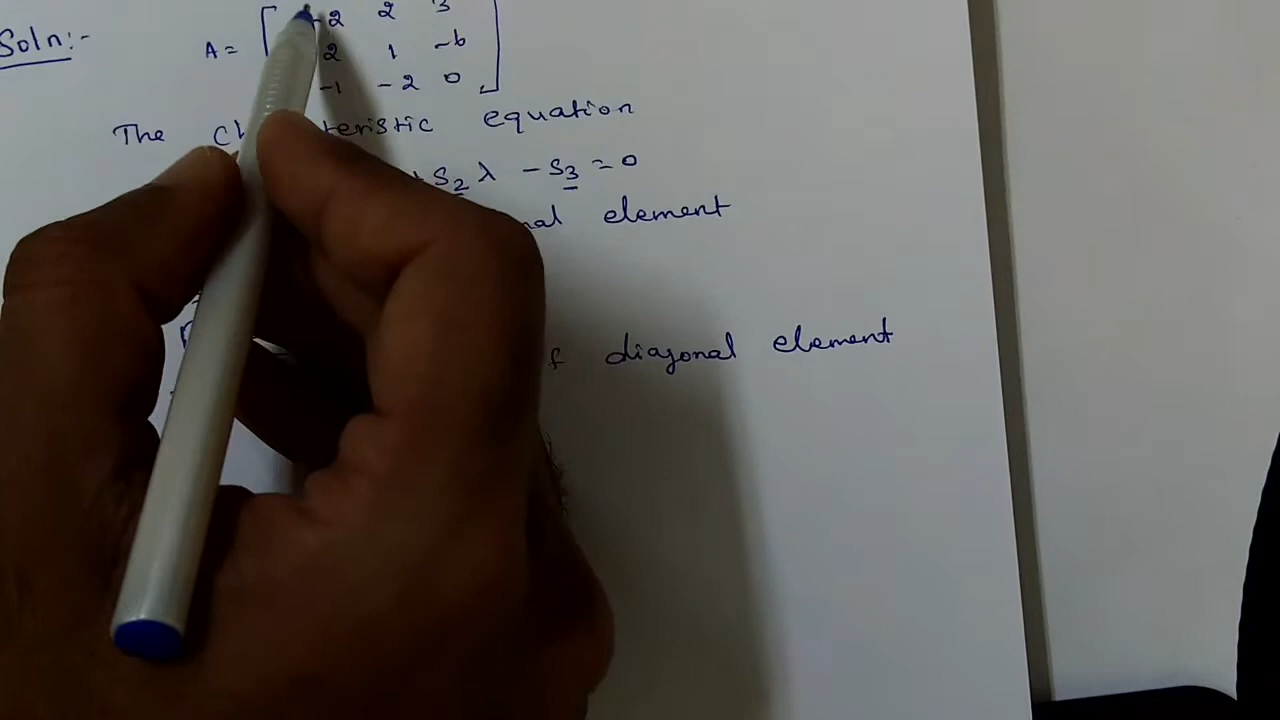 Soln:-
-2 2 3
A = 2 1 -6
-1 -2 0
The equation
+ S2 λ - S3 = 0
element
diagonal element